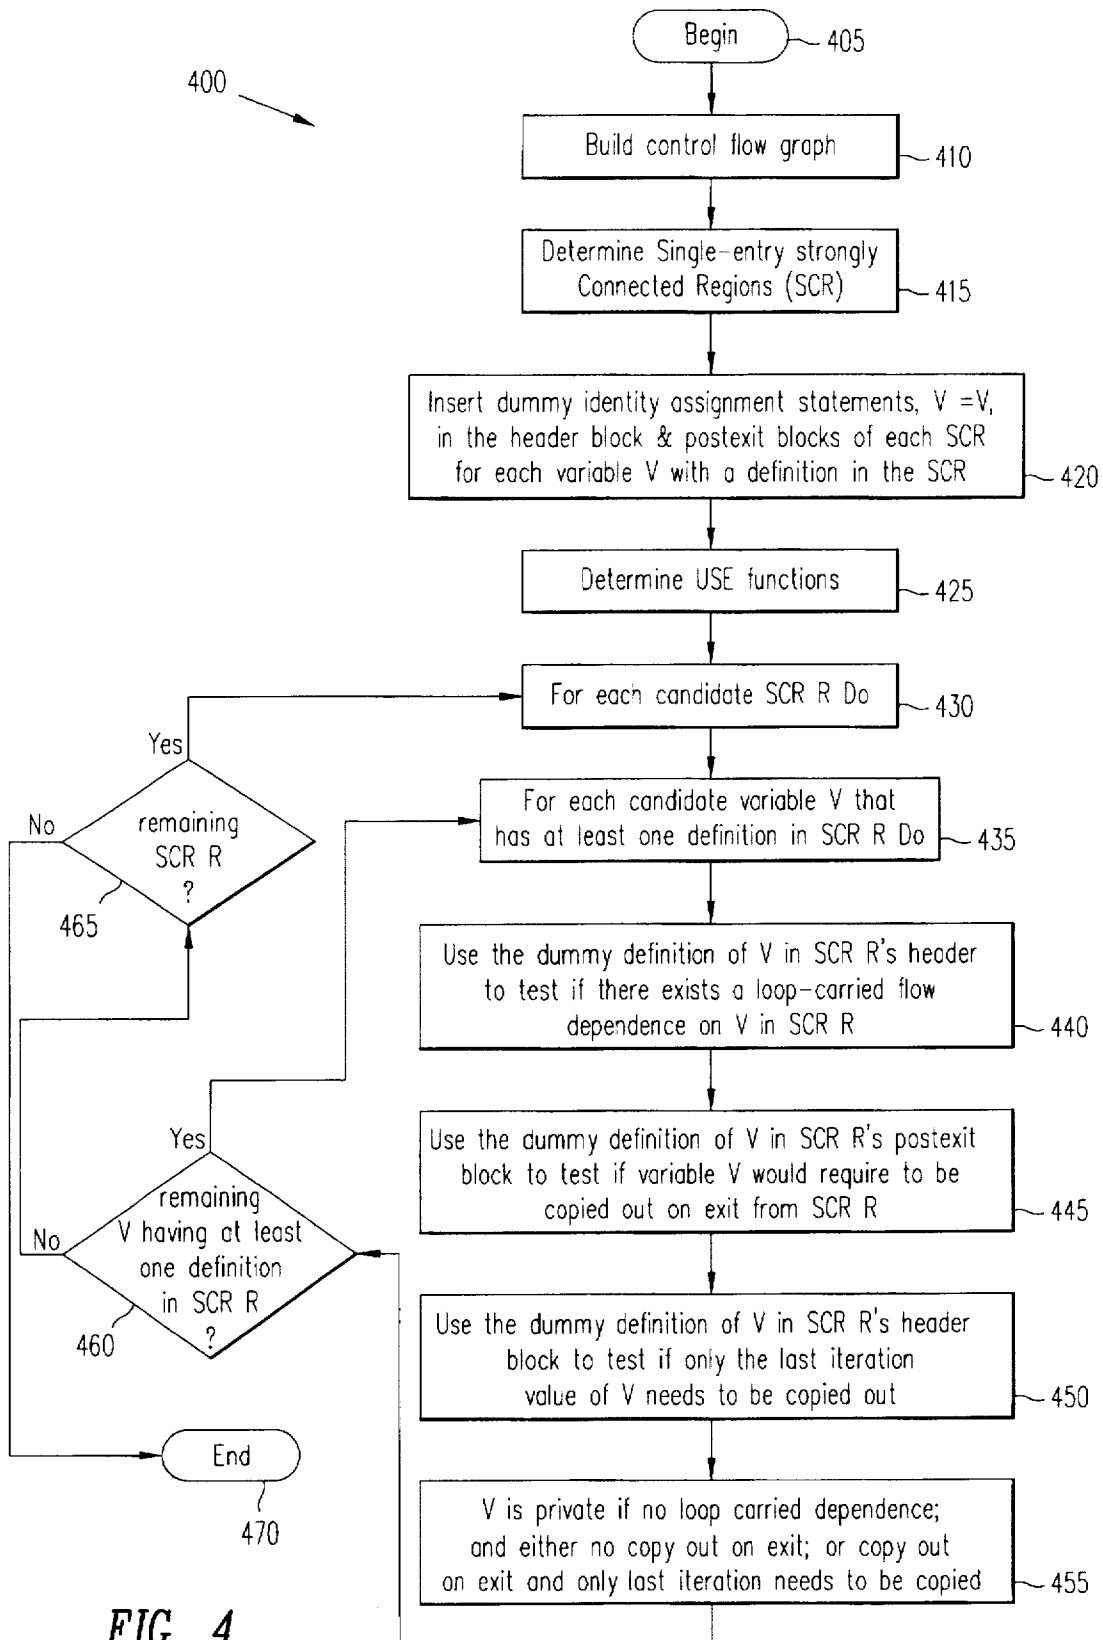 Begin
405
400
Build control flow graph
410
Determine Single-entry strongly
Connected Regions (SCR)
415
Insert dummy identity assignment statements, V =V,
in the header block & postexit blocks of each SCR
for each variable V with a definition in the SCR
420
Determine USE functions
425
For each candidate SCR R Do
430
Yes
No
remaining
SCR R
?
465
For each candidate variable V that
has at least one definition in SCR R Do
435
Use the dummy definition of V in SCR R's header
to test if there exists a loop-carried flow
dependence on V in SCR R
440
Use the dummy definition of V in SCR R's postexit
block to test if variable V would require to be
copied out on exit from SCR R
445
Yes
No
remaining
V having at least
one definition
in SCR R
?
460
Use the dummy definition of V in SCR R's header
block to test if only the last iteration
value of V needs to be copied out
450
End
470
V is private if no loop carried dependence;
and either no copy out on exit; or copy out
on exit and only last iteration needs to be copied
455
FIG. 4